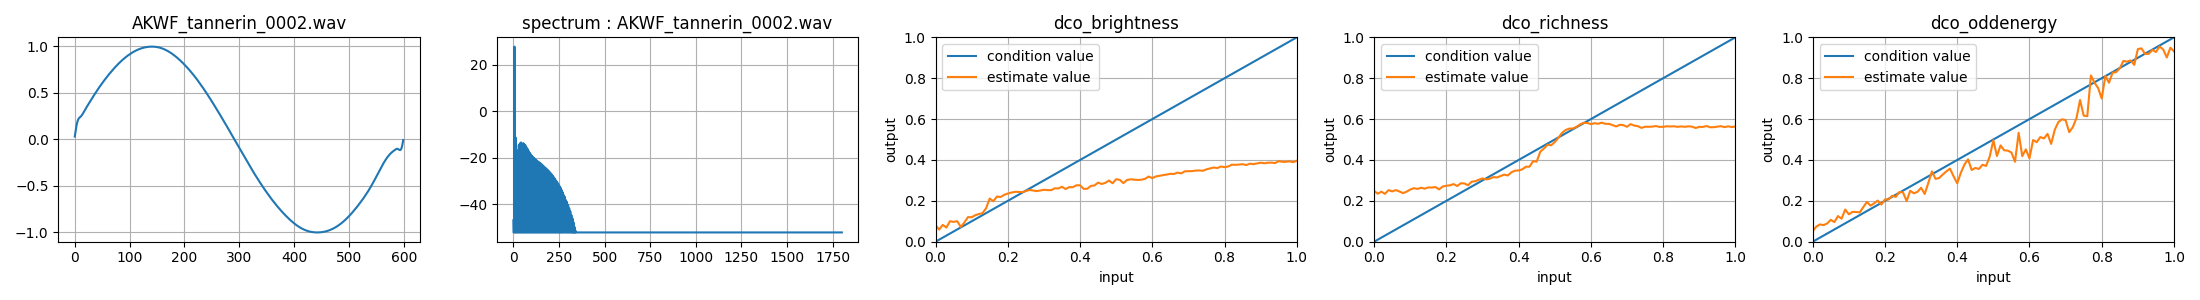 AKWF_tannerin_0002.wav
1.0
0.5
0.0
−0.5
−1.0
0 100 200 300 400 500 600
spectrum : AKWF_tannerin_0002.wav
20
0
−20
−40
0 250 500 750 1000 1250 1500 1750
dco_brightness
condition value
estimate value
1.0
0.8
0.6
0.4
0.2
0.0
output
0.0 0.2 0.4 0.6 0.8 1.0
input
dco_richness
condition value
estimate value
1.0
0.8
0.6
0.4
0.2
0.0
output
0.0 0.2 0.4 0.6 0.8 1.0
input
dco_oddenergy
condition value
estimate value
1.0
0.8
0.6
0.4
0.2
0.0
output
0.0 0.2 0.4 0.6 0.8 1.0
input